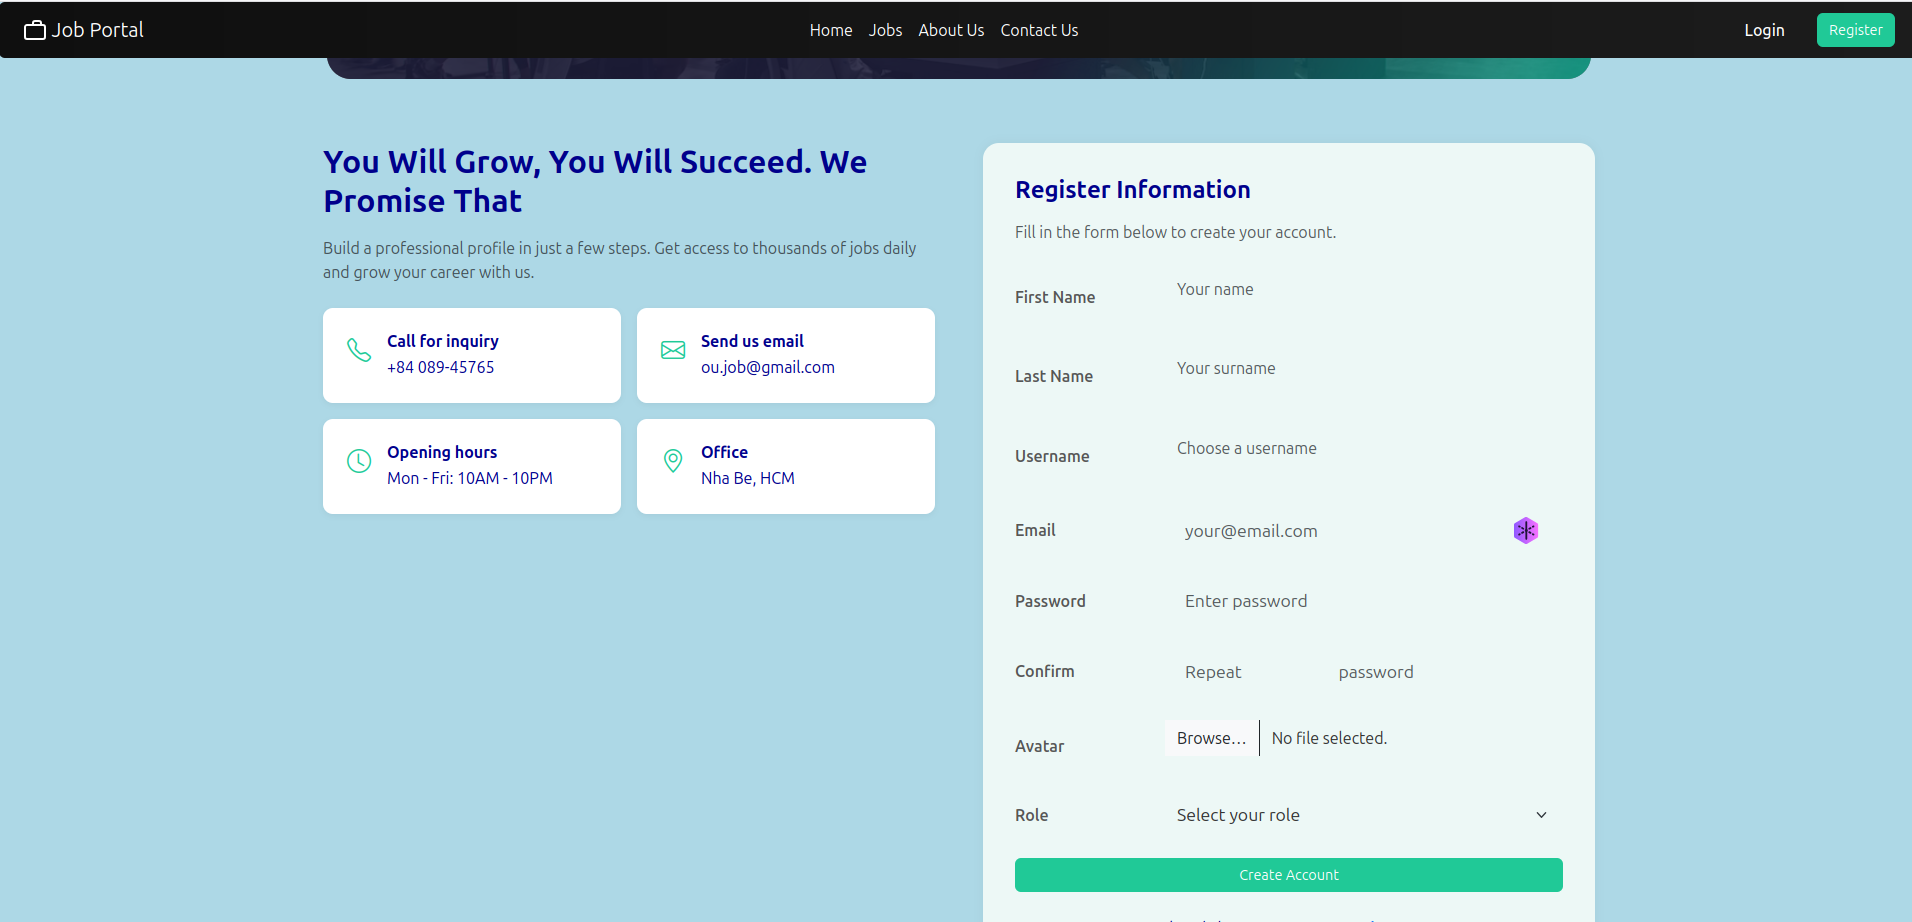 Job Portal
Home Jobs About Us Contact Us
Login Register
You Will Grow, You Will Succeed. We
Promise That
Build a professional profile in just a few steps. Get access to thousands of jobs daily
and grow your career with us.
Call for inquiry
+84 089-45765
Send us email
ou.job@gmail.com
Opening hours
Mon - Fri: 10AM - 10PM
Office
Nha Be, HCM
Register Information
Fill in the form below to create your account.
First Name Your name
Last Name Your surname
Username Choose a username
Email your@email.com
Password Enter password
Confirm Repeat password
Avatar Browse... No file selected.
Role Select your role
Create Account